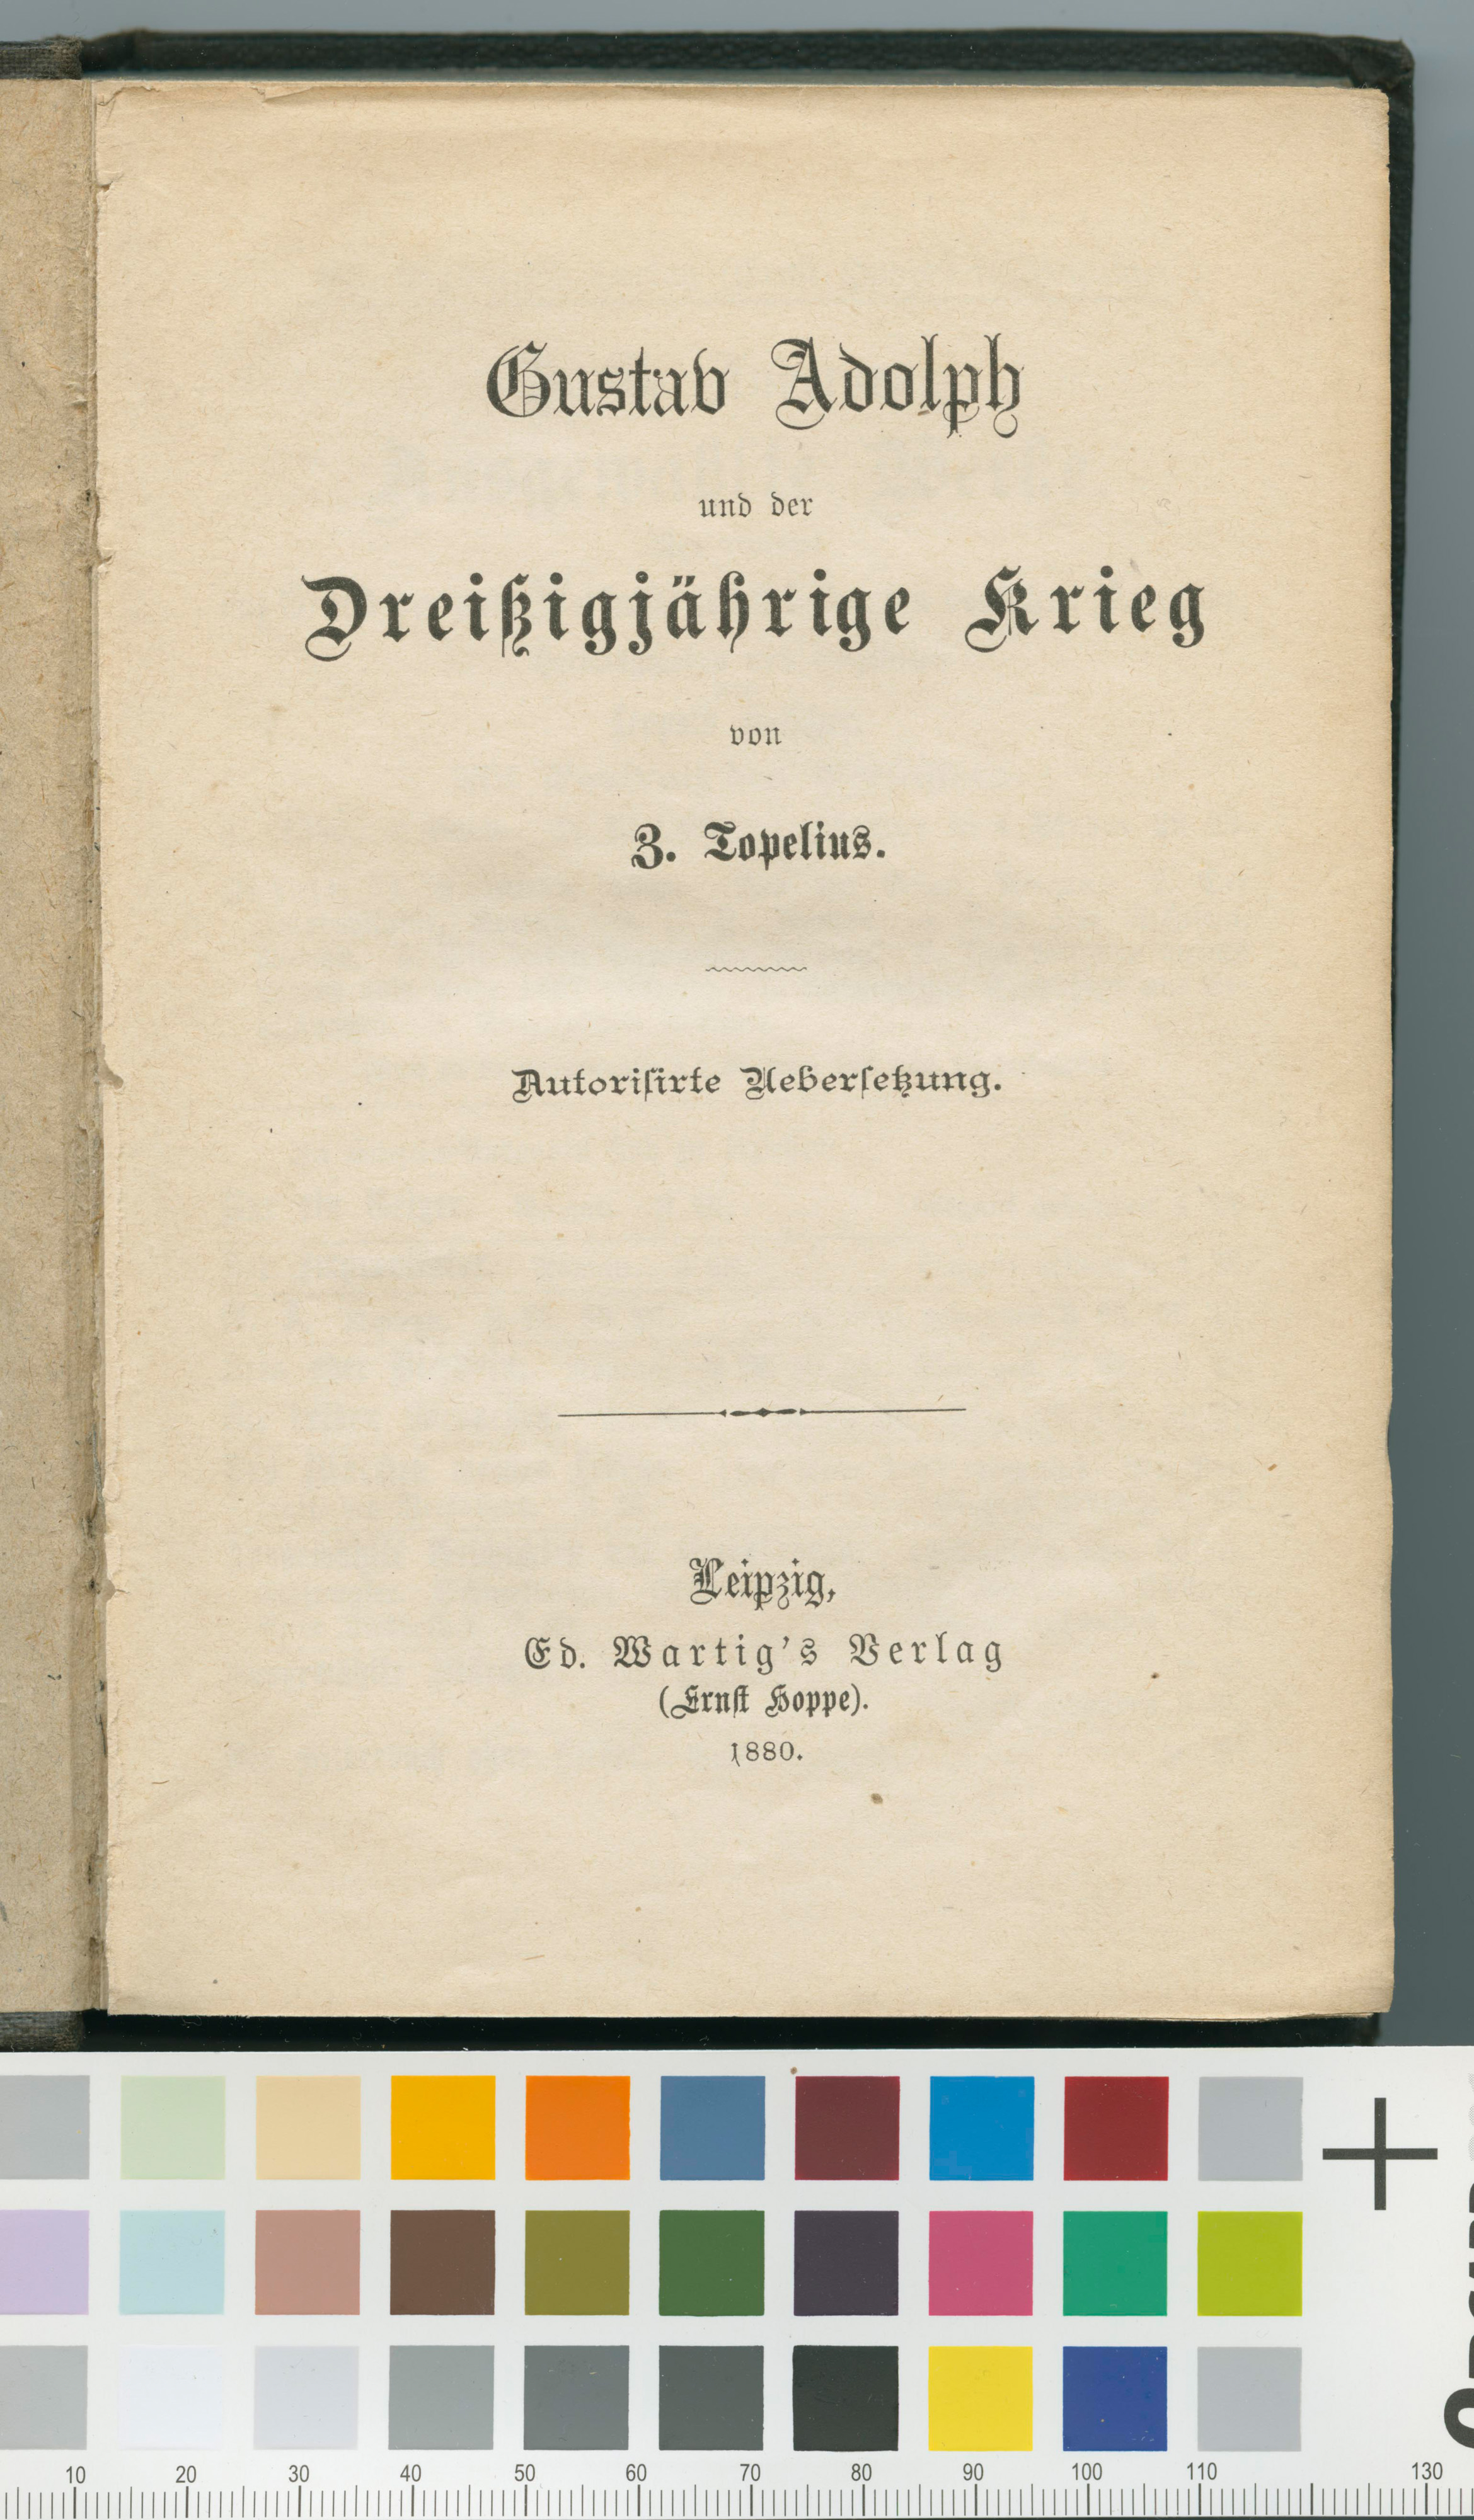 Gustav Adolph
und der
Dreißigjährige Krieg
von
Z. Topelius.
Autorisirte Uebersetzung.
Leipzig,
Ed. Wartig's Verlag
(Ernst Hoppe).
1880.
10 20 30 40 50 60 70 80 90 100 110 130